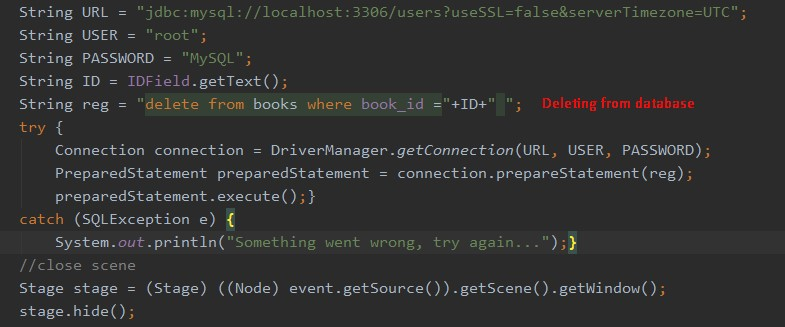 String URL = "jdbc:mysql://localhost:3306/users?useSSL=false&serverTimezone=UTC";
String USER = "root";
String PASSWORD = "MySQL";
String ID = IDField.getText();
String reg = "delete from books where book_id ="+ID+" "; Deleting from database
try {
    Connection connection = DriverManager.getConnection(URL, USER, PASSWORD);
    PreparedStatement preparedStatement = connection.prepareStatement(reg);
    preparedStatement.execute();}
catch (SQLException e) {
    System.out.println("Something went wrong, try again...");}
//close scene
Stage stage = (Stage) ((Node) event.getSource()).getScene().getWindow();
stage.hide();